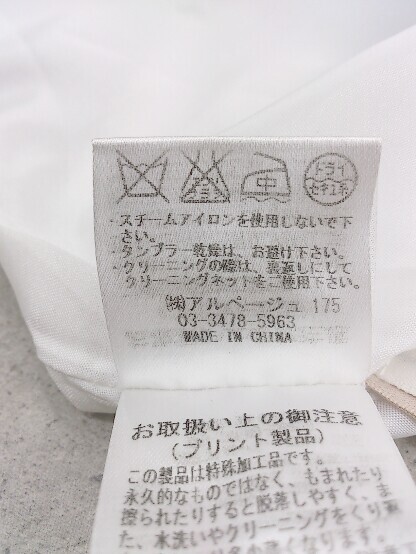 エンソ
サラシ
中
ドライ
セキユ系
・スチームアイロンを使用しないで下
さい。
・タンブラー乾燥は、お避け下さい。
・クリーニングの際は、裏返しにして
クリーニングネットをご使用下さい。
㈱アルページュ 175
03-3478-5963
MADE IN CHINA
お取扱い上の御注意
(プリント製品)
この製品は特殊加工品です。
永久的なものではなく、もまれたり
擦られたりすると脱落しやすく、ま
た、水洗いやクリーニングをくり